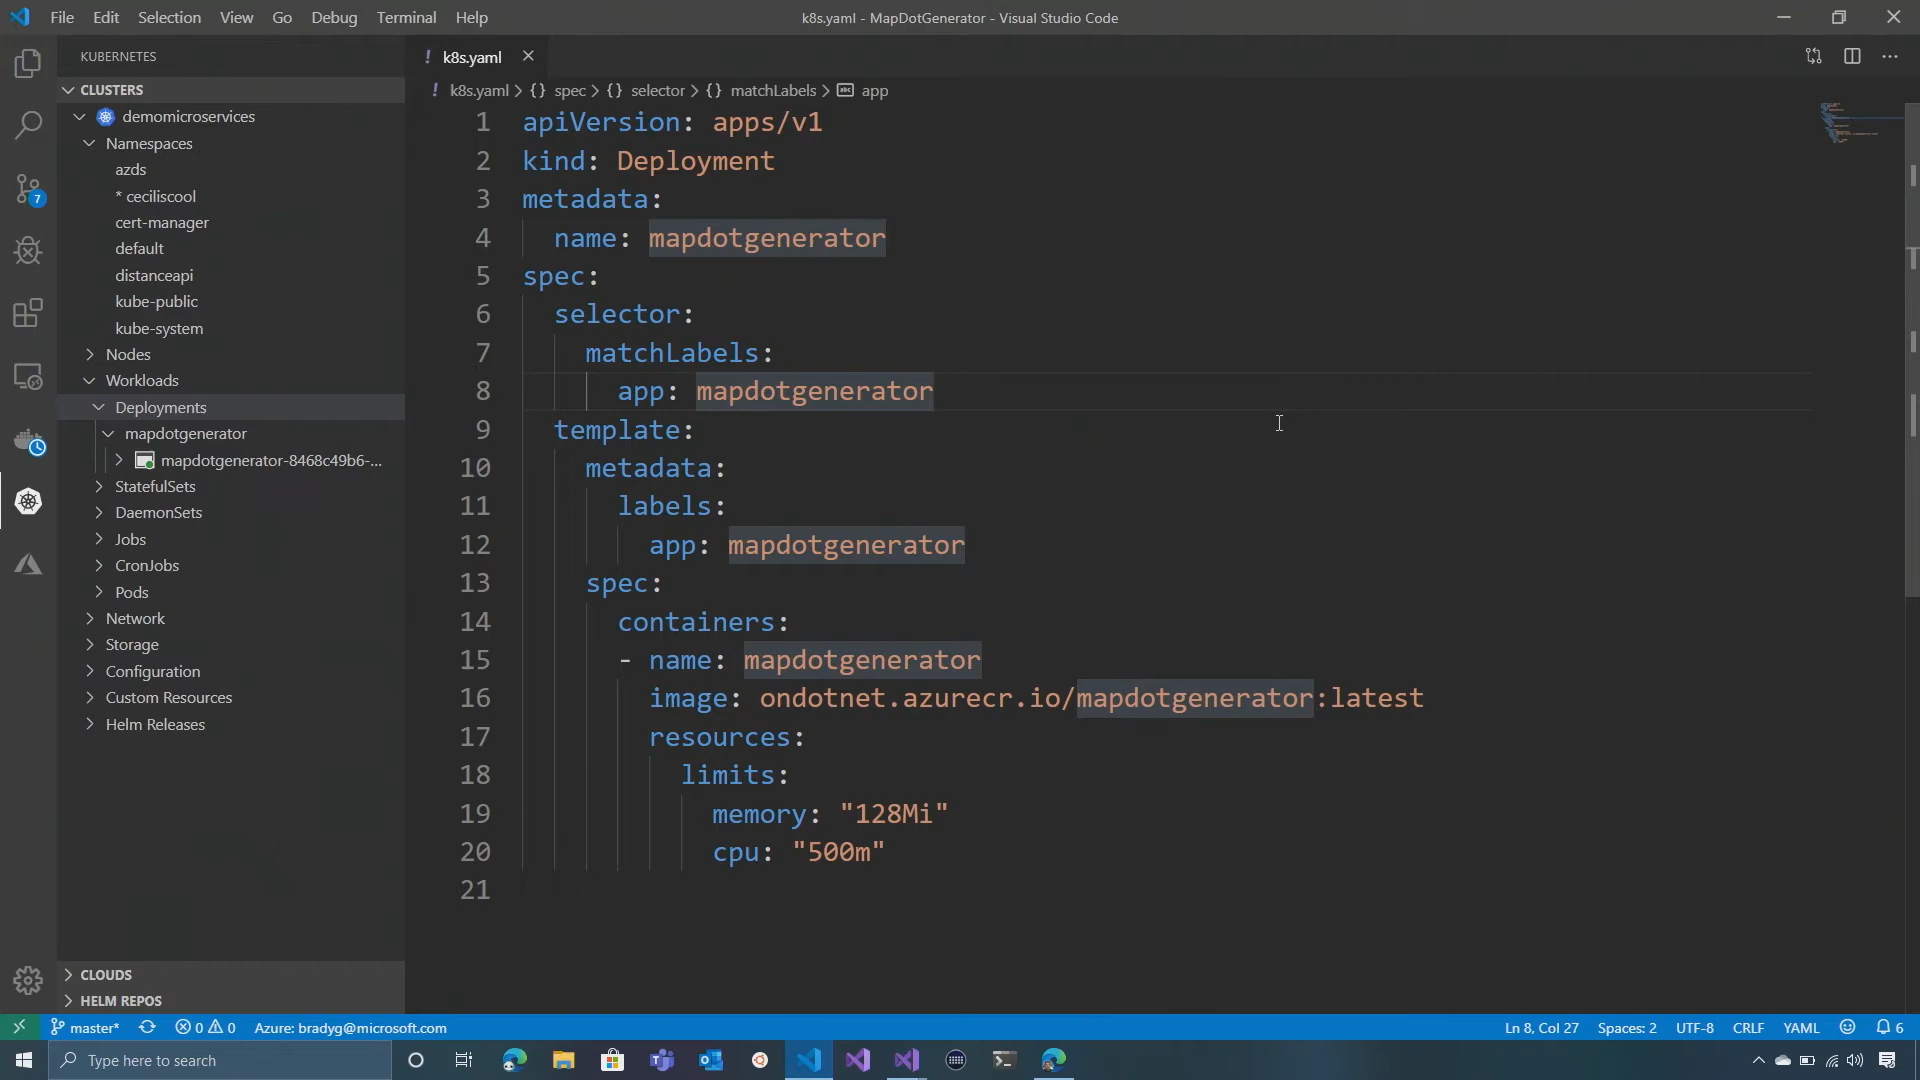 File Edit Selection View Go Debug Terminal Help
k8s.yaml - MapDotGenerator - Visual Studio Code
KUBERNETES
CLUSTERS
demomicroservices
Namespaces
azds
* ceciliscool
cert-manager
default
distanceapi
kube-public
kube-system
Nodes
Workloads
Deployments
mapdotgenerator
mapdotgenerator-8468c49b6-...
StatefulSets
DaemonSets
Jobs
CronJobs
Pods
Network
Storage
Configuration
Custom Resources
Helm Releases
CLOUDS
HELM REPOS
7
! k8s.yaml
! k8s.yaml > {} spec > {} selector > {} matchLabels > abc app
1 apiVersion: apps/v1
2 kind: Deployment
3 metadata:
4 name: mapdotgenerator
5 spec:
6 selector:
7 matchLabels:
8 app: mapdotgenerator
9 template:
10 metadata:
11 labels:
12 app: mapdotgenerator
13 spec:
14 containers:
15 - name: mapdotgenerator
16 image: ondotnet.azurecr.io/mapdotgenerator:latest
17 resources:
18 limits:
19 memory: "128Mi"
20 cpu: "500m"
21
master* 0 0 Azure: bradyg@microsoft.com Ln 8, Col 27 Spaces: 2 UTF-8 CRLF YAML 6
Type here to search